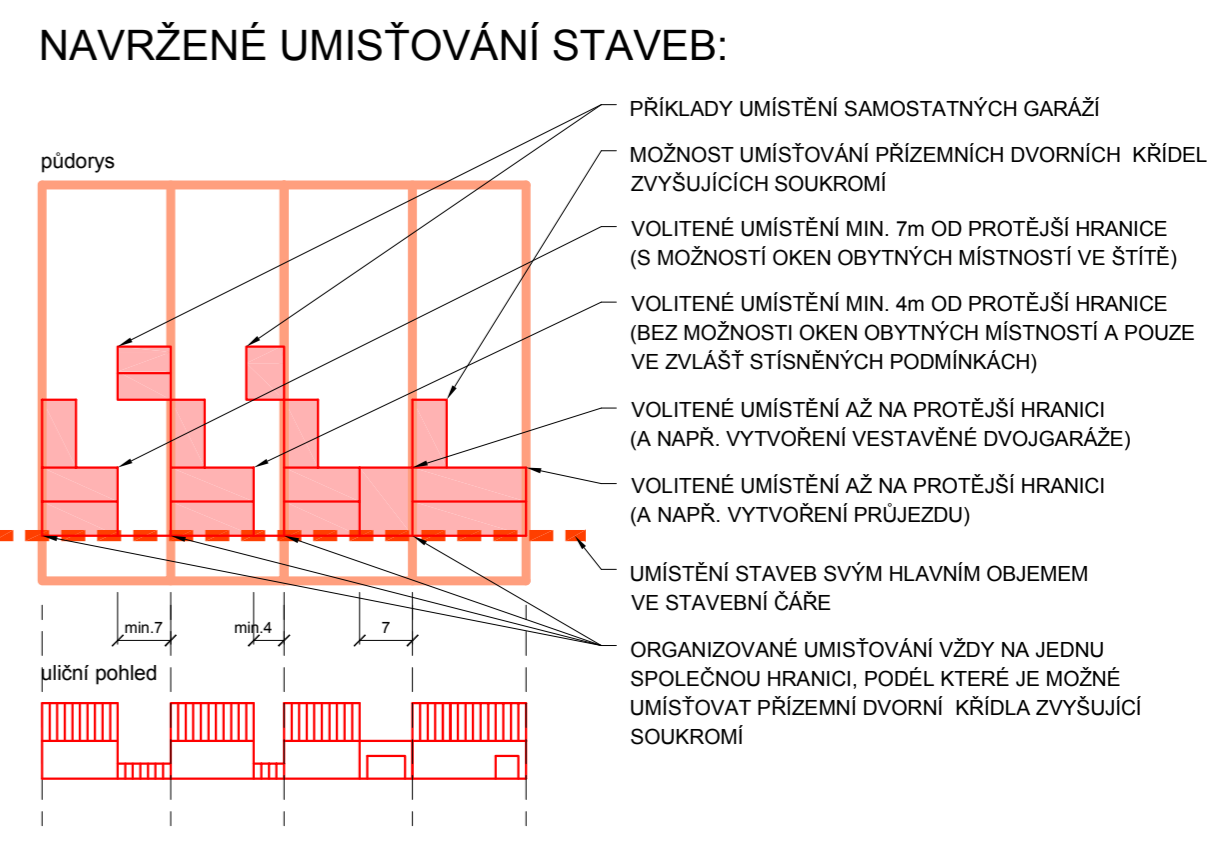 NAVRŽENÉ UMISŤOVÁNÍ STAVEB:
PŘÍKLADY UMÍSTĚNÍ SAMOSTATNÝCH GARÁŽÍ
půdorys
MOŽNOST UMÍSŤOVÁNÍ PŘÍZEMNÍCH DVORNÍCH KŘÍDEL
ZVYŠUJÍCÍCH SOUKROMÍ
VOLITENÉ UMÍSTĚNÍ MIN. 7m OD PROTĚJŠÍ HRANICE
(S MOŽNOSTÍ OKEN OBYTNÝCH MÍSTNOSTÍ VE ŠTÍTĚ)
VOLITENÉ UMÍSTĚNÍ MIN. 4m OD PROTĚJŠÍ HRANICE
(BEZ MOŽNOSTI OKEN OBYTNÝCH MÍSTNOSTÍ A POUZE
VE ZVLÁŠŤ STÍSNĚNÝCH PODMÍNKÁCH)
VOLITENÉ UMÍSTĚNÍ AŽ NA PROTĚJŠÍ HRANICI
(A NAPŘ. VYTVOŘENÍ VESTAVĚNÉ DVOJGARÁŽE)
VOLITENÉ UMÍSTĚNÍ AŽ NA PROTĚJŠÍ HRANICI
(A NAPŘ. VYTVOŘENÍ PRŮJEZDU)
UMÍSTĚNÍ STAVEB SVÝM HLAVNÍM OBJEMEM
VE STAVEBNÍ ČÁŘE
min.7 min.4 7
uliční pohled
ORGANIZOVANÉ UMISŤOVÁNÍ VŽDY NA JEDNU
SPOLEČNOU HRANICI, PODÉL KTERÉ JE MOŽNÉ
UMÍSŤOVAT PŘÍZEMNÍ DVORNÍ KŘÍDLA ZVYŠUJÍCÍ
SOUKROMÍ